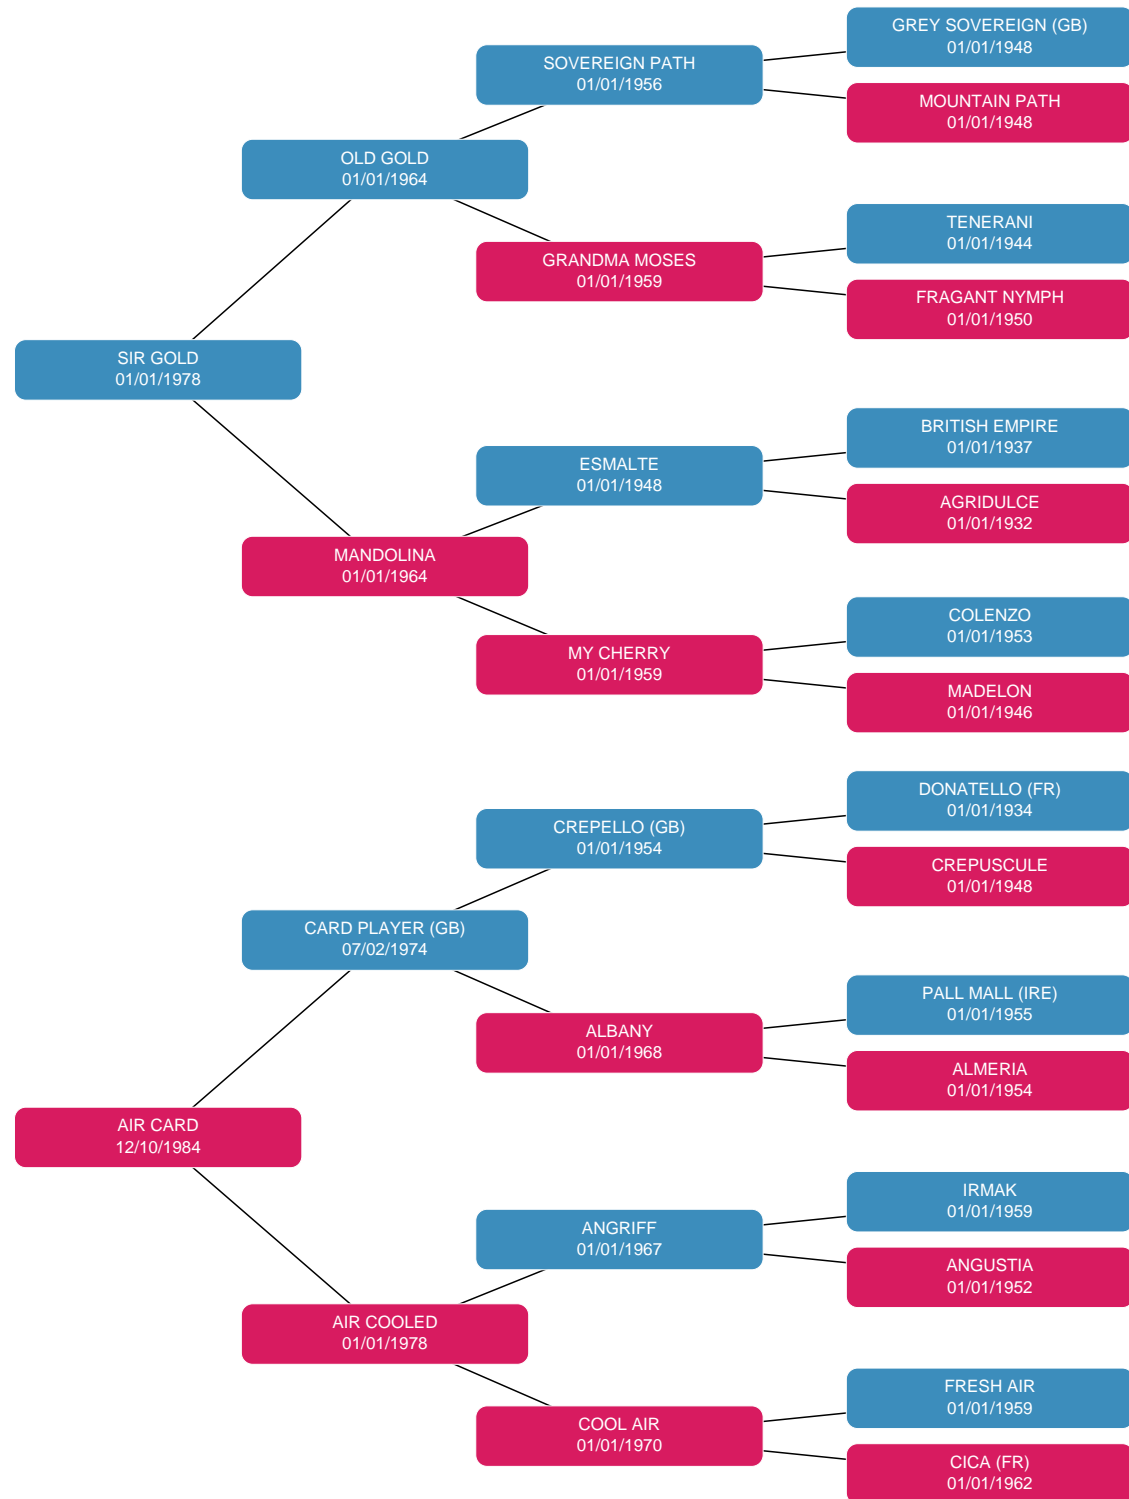 GREY SOVEREIGN (GB)
01/01/1948
SOVEREIGN PATH
01/01/1956
MOUNTAIN PATH
01/01/1948
OLD GOLD
01/01/1964
TENERANI
01/01/1944
GRANDMA MOSES
01/01/1959
FRAGANT NYMPH
01/01/1950
SIR GOLD
01/01/1978
BRITISH EMPIRE
01/01/1937
ESMALTE
01/01/1948
AGRIDULCE
01/01/1932
MANDOLINA
01/01/1964
COLENZO
01/01/1953
MY CHERRY
01/01/1959
MADELON
01/01/1946
DONATELLO (FR)
01/01/1934
CREPELLO (GB)
01/01/1954
CREPUSCULE
01/01/1948
CARD PLAYER (GB)
07/02/1974
PALL MALL (IRE)
01/01/1955
ALBANY
01/01/1968
ALMERIA
01/01/1954
AIR CARD
12/10/1984
IRMAK
01/01/1959
ANGRIFF
01/01/1967
ANGUSTIA
01/01/1952
AIR COOLED
01/01/1978
FRESH AIR
01/01/1959
COOL AIR
01/01/1970
CICA (FR)
01/01/1962